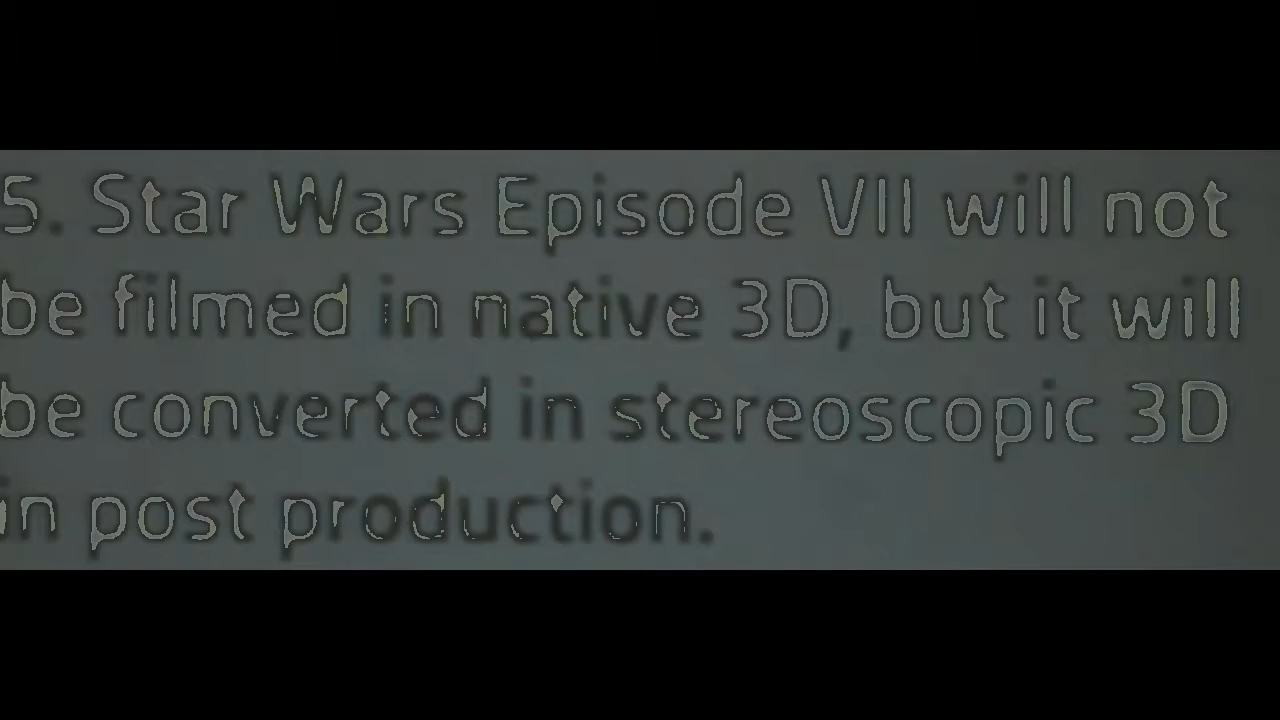 5. Star Wars Episode VII will not
be filmed in native 3D, but it will
be converted in stereoscopic 3D
in post production.